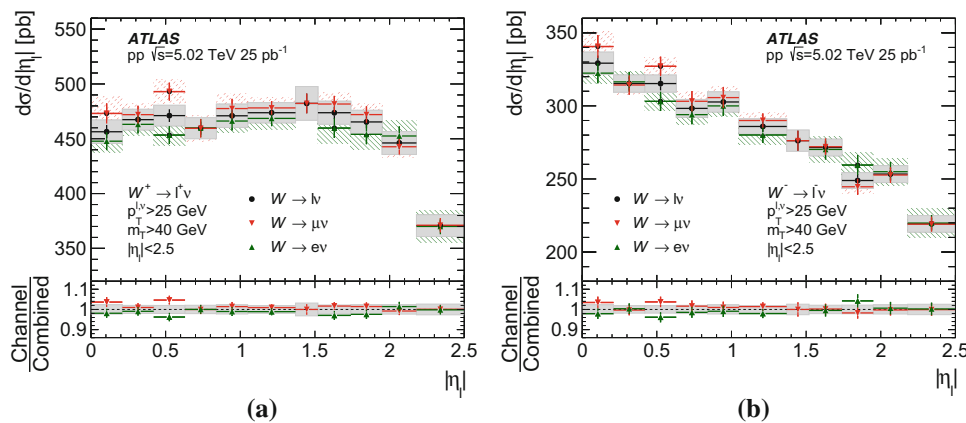 dσ/d|η_l| [pb]
550
500
450
400
350
ATLAS
pp √s=5.02 TeV 25 pb⁻¹
W⁺ → l⁺ν
p_T^{l,ν}>25 GeV
m_T>40 GeV
|η_l|<2.5
W → lν
W → μν
W → eν
Channel
Combined
1.1
1
0.9
0 0.5 1 1.5 2 2.5
|η_l|
(a)
dσ/d|η_l| [pb]
350
300
250
200
ATLAS
pp √s=5.02 TeV 25 pb⁻¹
W → lν
W → μν
W → eν
W⁻ → l⁻ν
p_T^{l,ν}>25 GeV
m_T>40 GeV
|η_l|<2.5
Channel
Combined
1.1
1
0.9
0 0.5 1 1.5 2 2.5
|η_l|
(b)